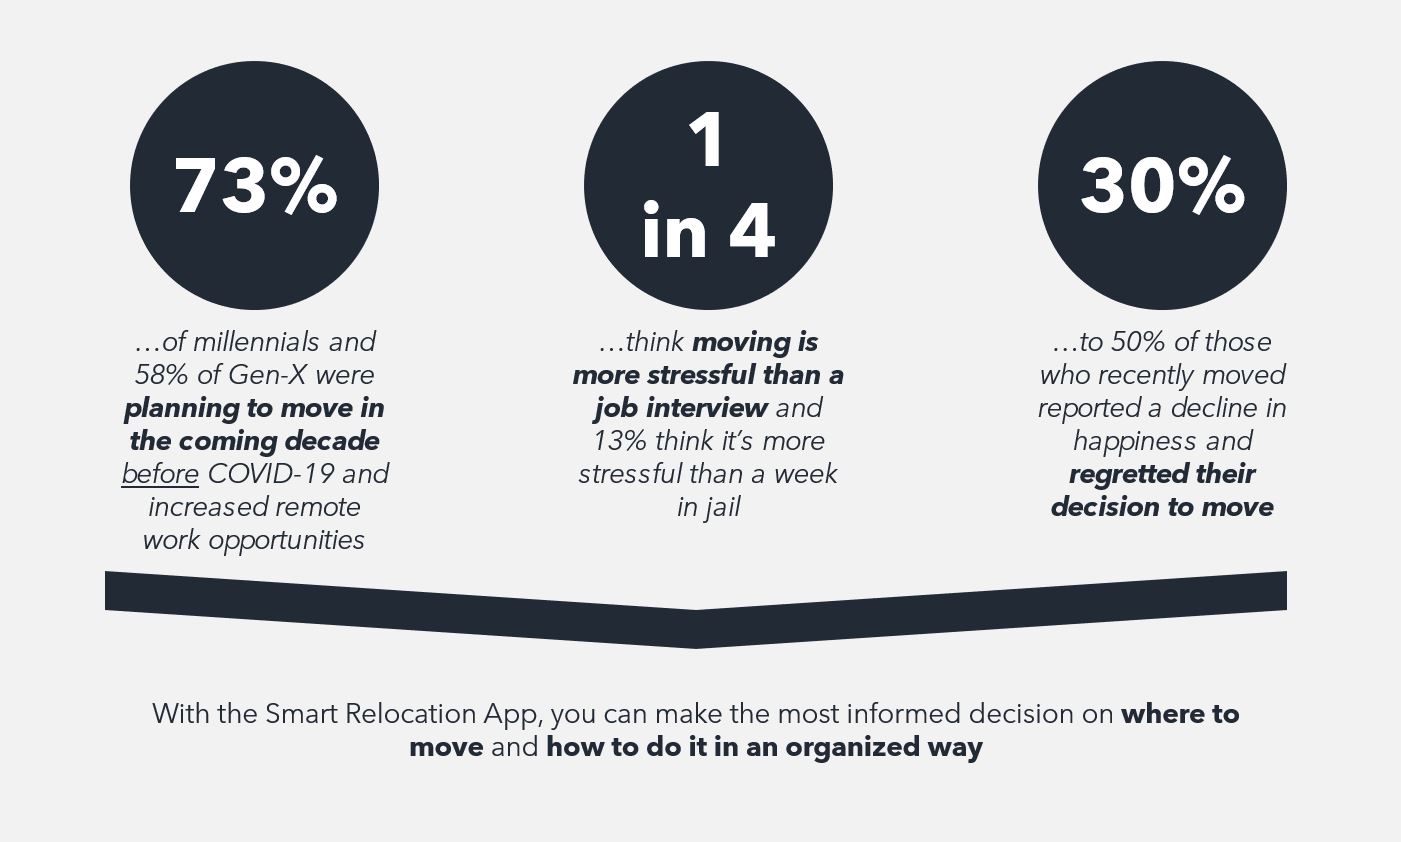 73%
…of millennials and
58% of Gen-X were
planning to move in
the coming decade
before COVID-19 and
increased remote
work opportunities
1
in 4
…think moving is
more stressful than a
job interview and
13% think it’s more
stressful than a week
in jail
30%
…to 50% of those
who recently moved
reported a decline in
happiness and
regretted their
decision to move
With the Smart Relocation App, you can make the most informed decision on where to
move and how to do it in an organized way